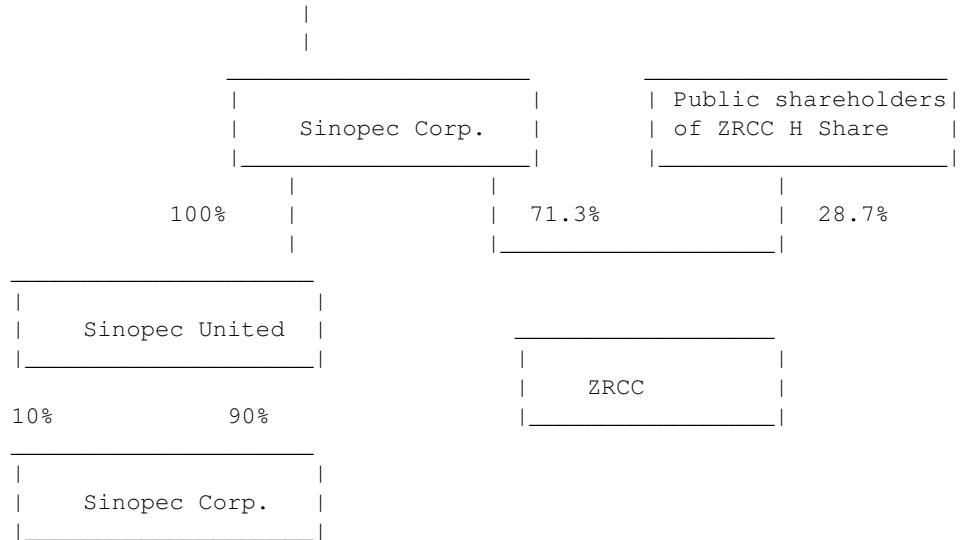 Public shareholders
Sinopec Corp. of ZRCC H Share
100% 71.3% 28.7%
Sinopec United
ZRCC
10% 90%
Sinopec Corp.